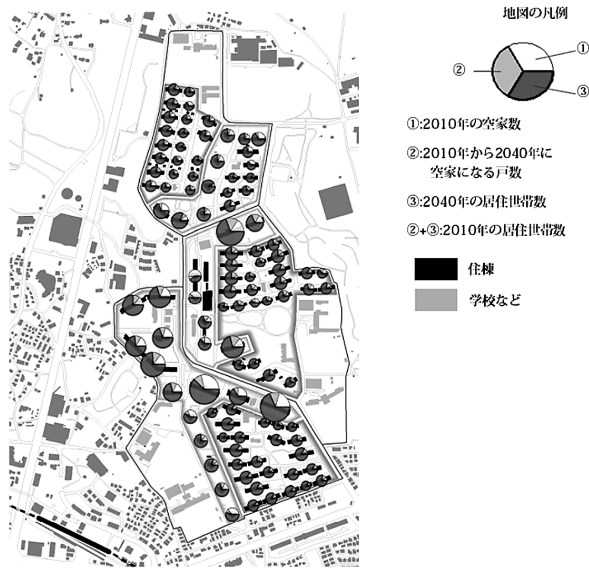 地図の凡例
①
②
③
①:2010年の空家数
②:2010年から2040年に
空家になる戸数
③:2040年の居住世帯数
②+③:2010年の居住世帯数
住棟
学校など